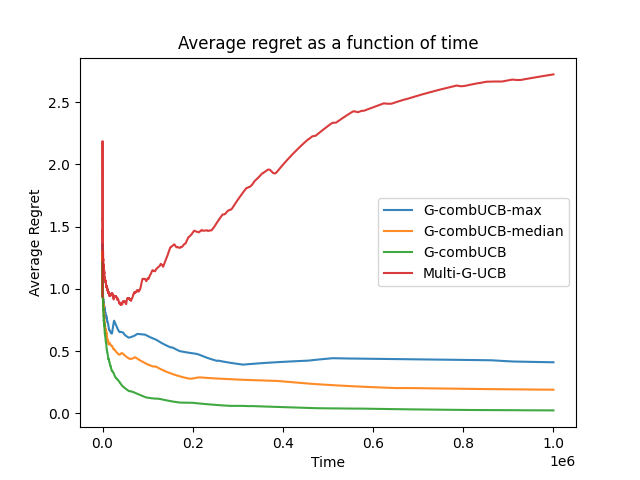 Average regret as a function of time
Average Regret
2.5
2.0
1.5
1.0
0.5
0.0
G-combUCB-max
G-combUCB-median
G-combUCB
Multi-G-UCB
0.0 0.2 0.4 0.6 0.8 1.0
1e6
Time